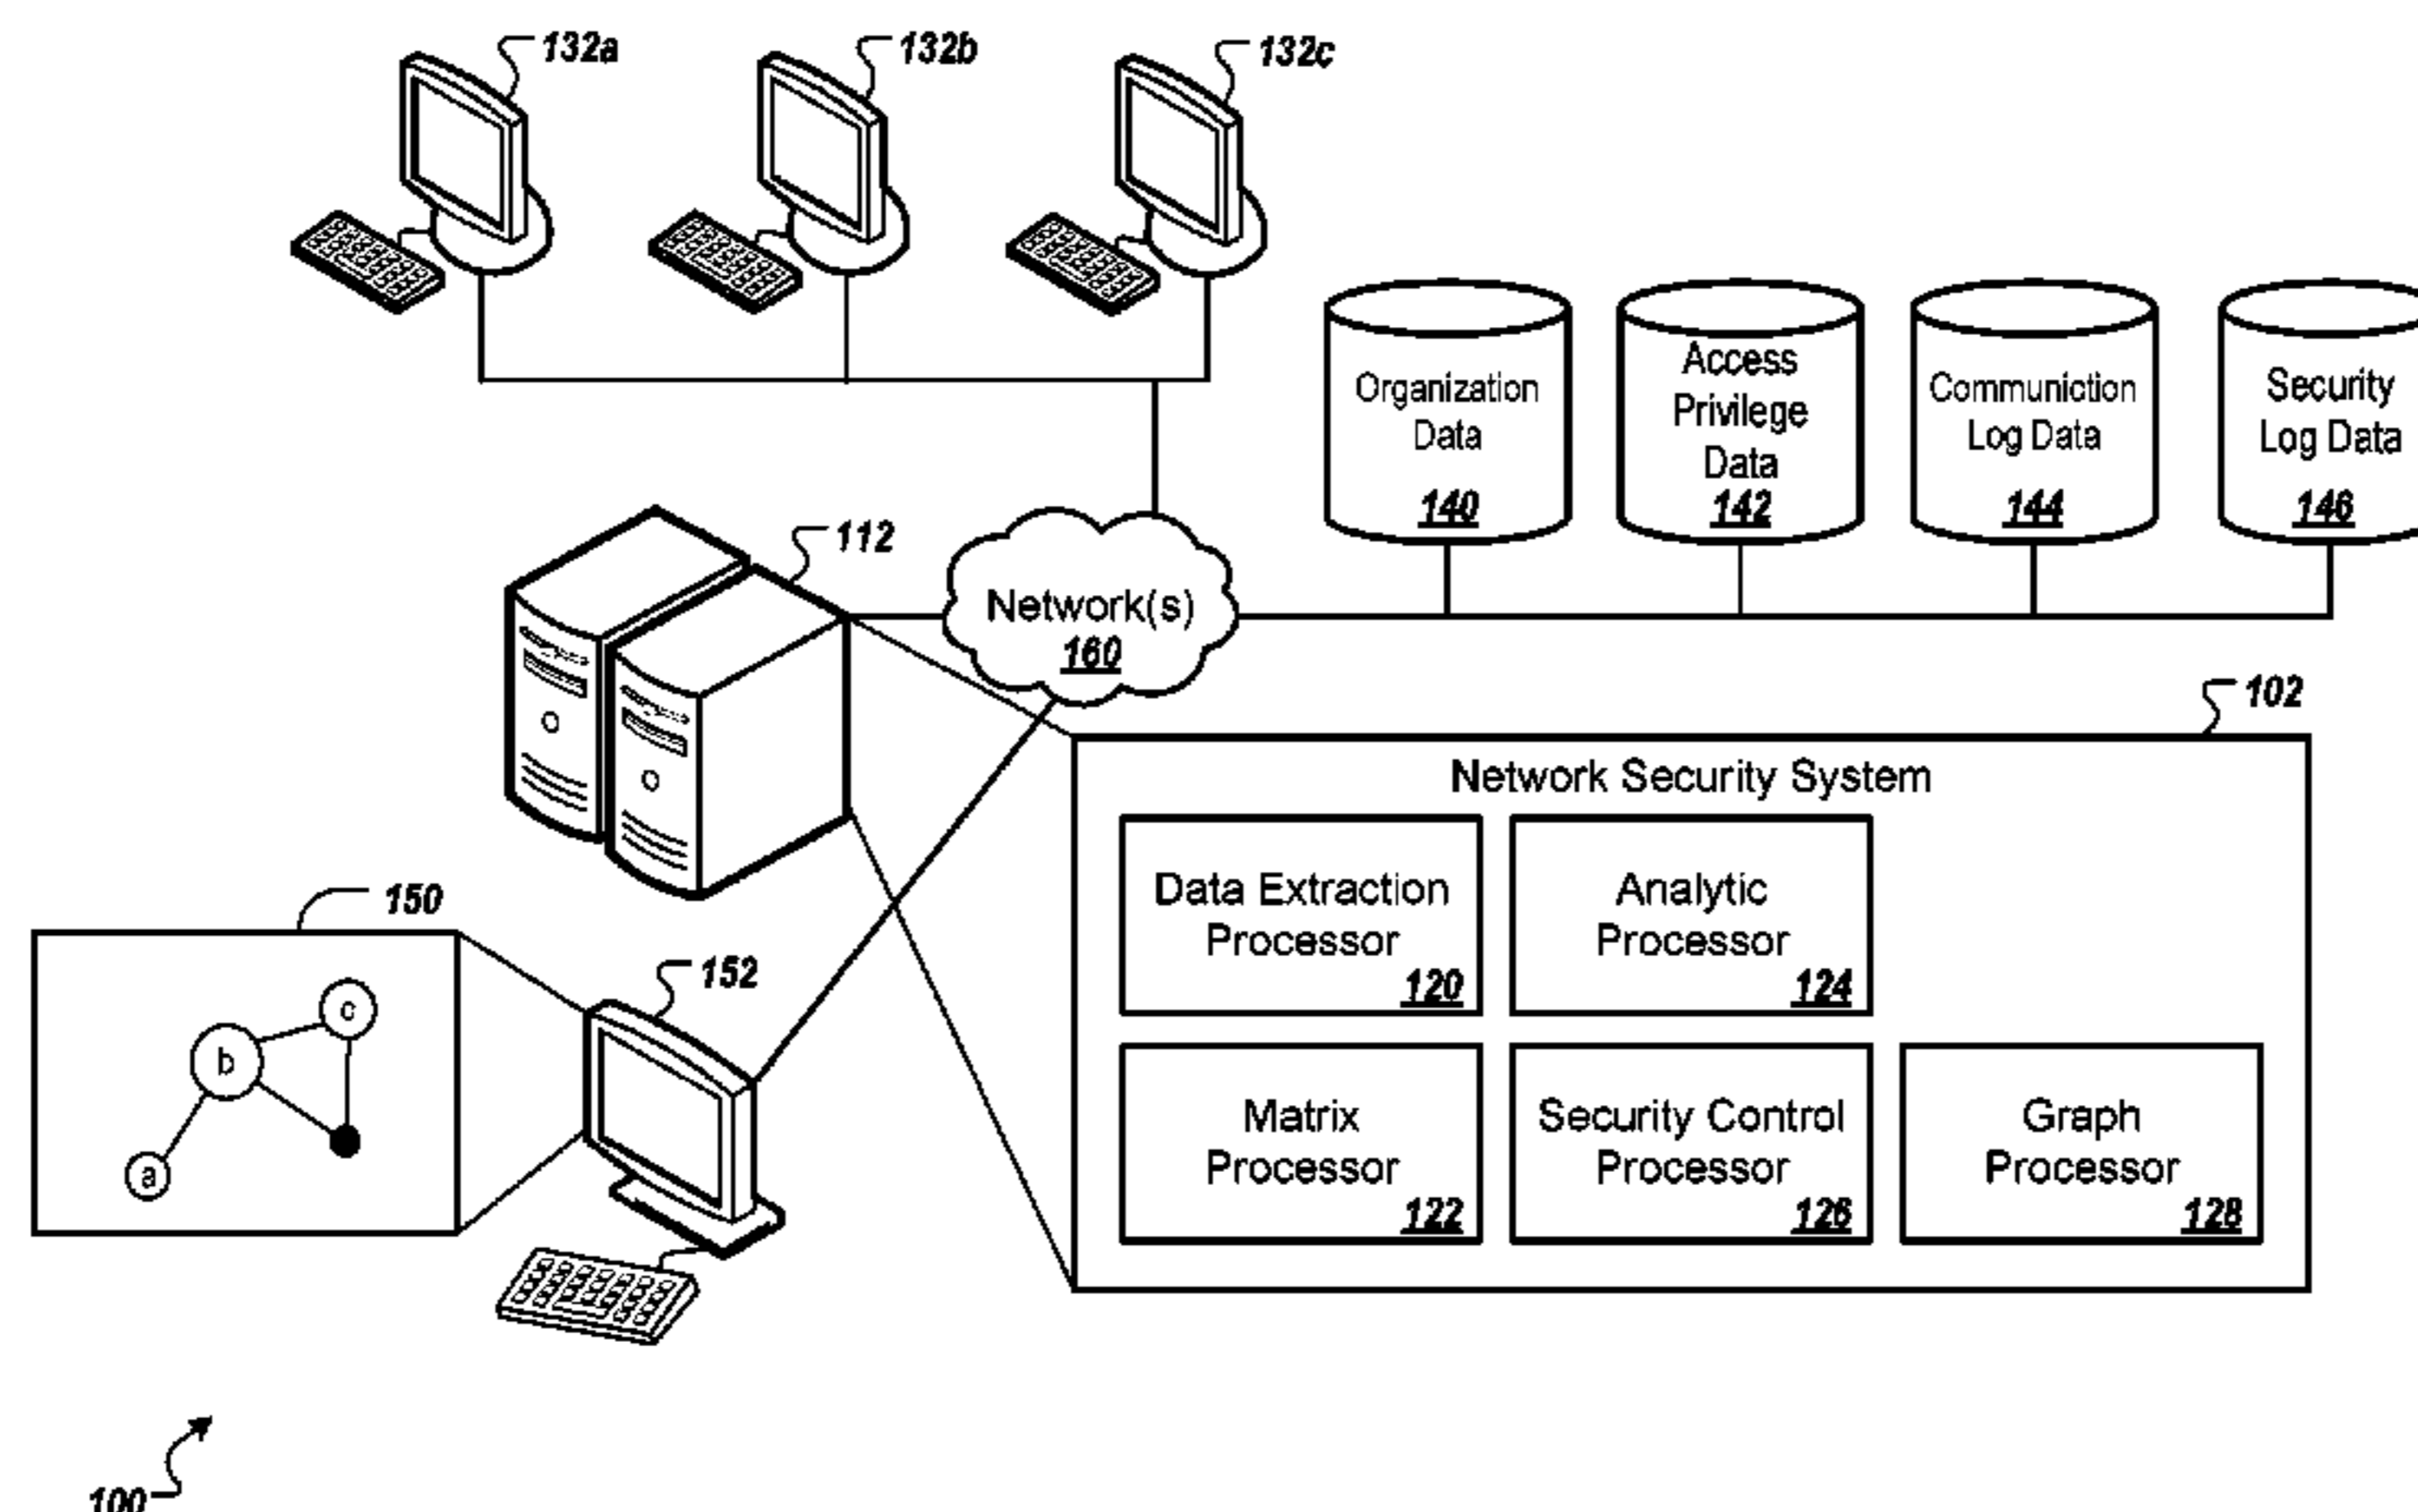 132a
132b
132c
Organization
Data
140
Access
Privilege
Data
142
Communiction
Log Data
144
Security
Log Data
146
112
Network(s)
160
102
Network Security System
Data Extraction
Processor
120
Analytic
Processor
124
Matrix
Processor
122
Security Control
Processor
126
Graph
Processor
128
150
c
b
a
152
100